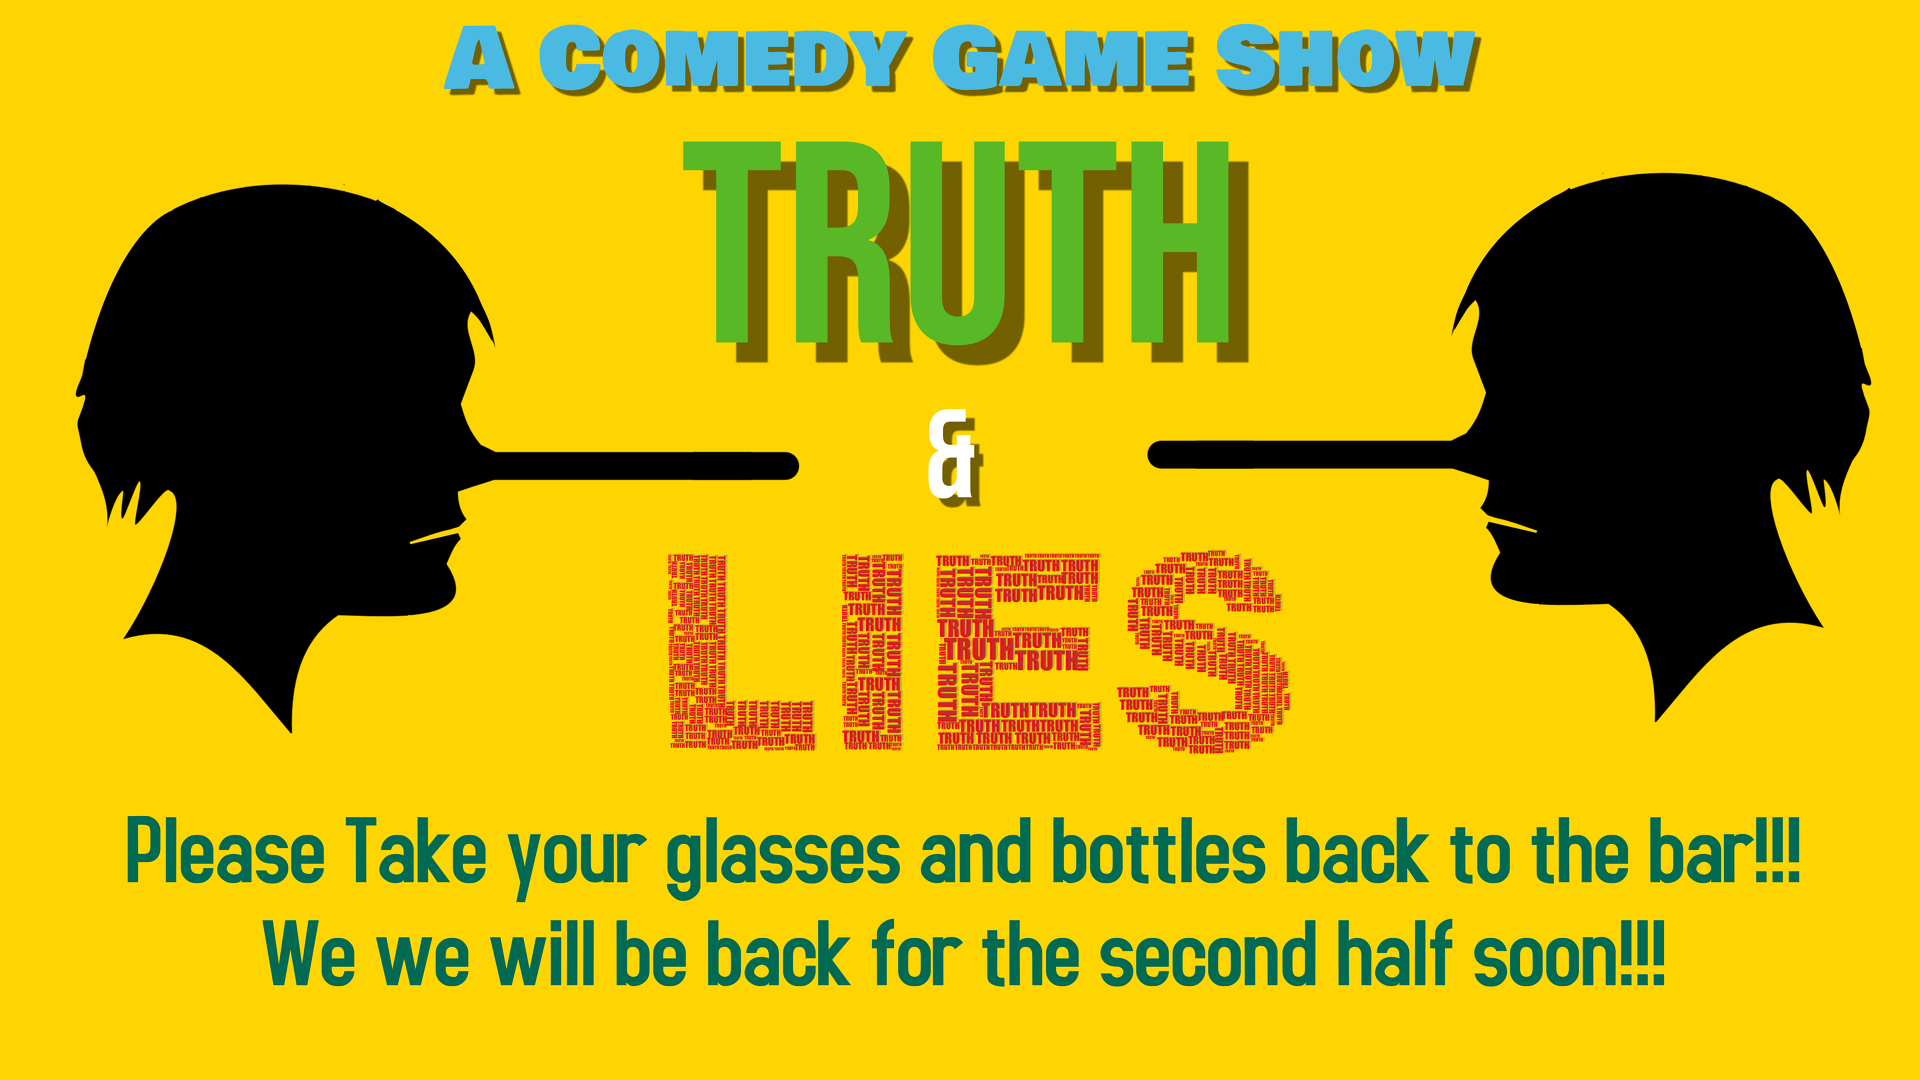 A Comedy Game Show
TRUTH
&
LIES
Please Take your glasses and bottles back to the bar!!!
We we will be back for the second half soon!!!